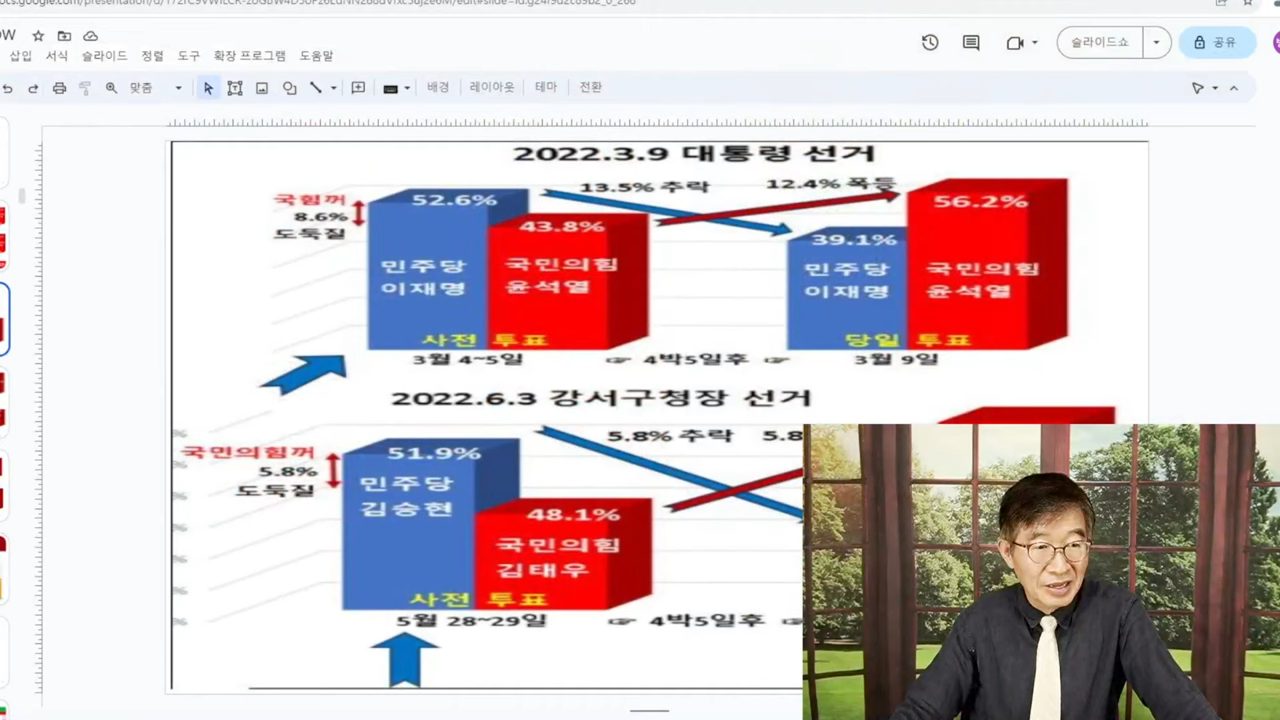 삽입 서식 슬라이드 정렬 도구 확장 프로그램 도움말
슬라이드쇼
공유
맞춤
배경 레이아웃 테마 전환
2022.3.9 대통령 선거
국힘꺼
8.6%
도둑질
52.6%
43.8%
민주당
이재명
국민의힘
윤석열
사전 투표
13.5% 추락
12.4% 폭등
39.1%
56.2%
민주당
이재명
국민의힘
윤석열
당일 투표
3월 4~5일
☞ 4박5일후 ☞
3월 9일
2022.6.3 강서구청장 선거
국민의힘꺼
5.8%
도둑질
51.9%
48.1%
민주당
김승현
국민의힘
김태우
사전 투표
5.8% 추락
5.8
5월 28~29일
☞ 4박5일후